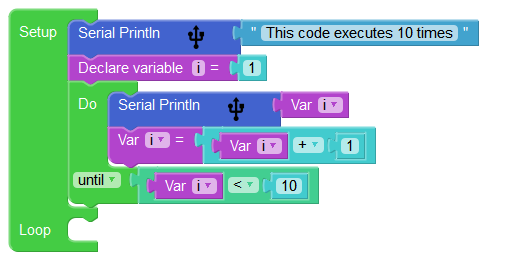 Setup Serial Println " This code executes 10 times "
Declare variable i = 1
Do Serial Println Var i
Var i = Var i + 1
until Var i < 10
Loop